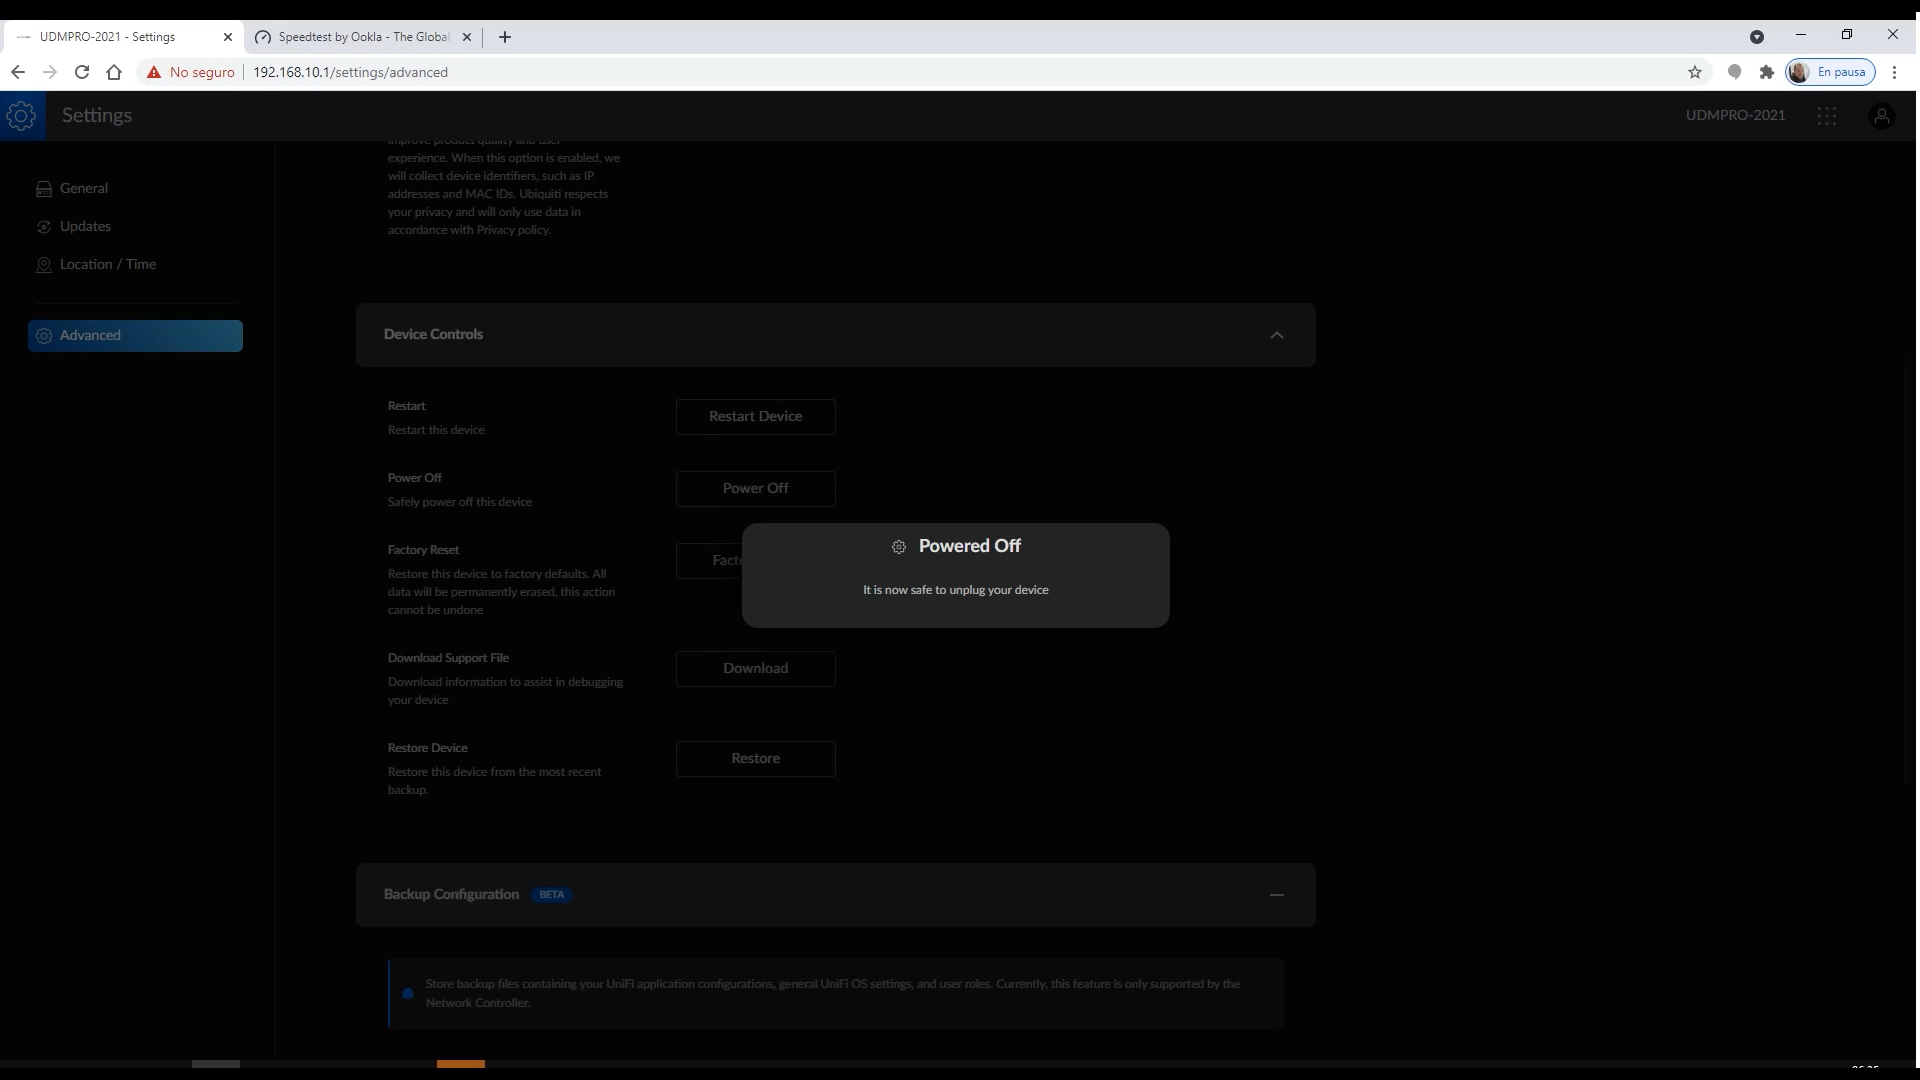 UDMPRO-2021 - Settings
Speedtest by Ookla - The Global
No seguro
192.168.10.1/settings/advanced
En pausa
Settings
UDMPRO-2021
General
Updates
Location / Time
Advanced
improve product quality and user
experience. When this option is enabled, we
will collect device identifiers, such as IP
addresses and MAC IDs. Ubiquiti respects
your privacy and will only use data in
accordance with Privacy policy.
Device Controls
Restart
Restart this device
Restart Device
Power Off
Safely power off this device
Power Off
Factory Reset
Restore this device to factory defaults. All
data will be permanently erased, this action
cannot be undone
Powered Off
It is now safe to unplug your device
Download Support File
Download information to assist in debugging
your device
Download
Restore Device
Restore this device from the most recent
backup.
Restore
Backup Configuration
BETA
Store backup files containing your UniFi application configurations, general UniFi OS settings, and user roles. Currently, this feature is only supported by the
Network Controller.